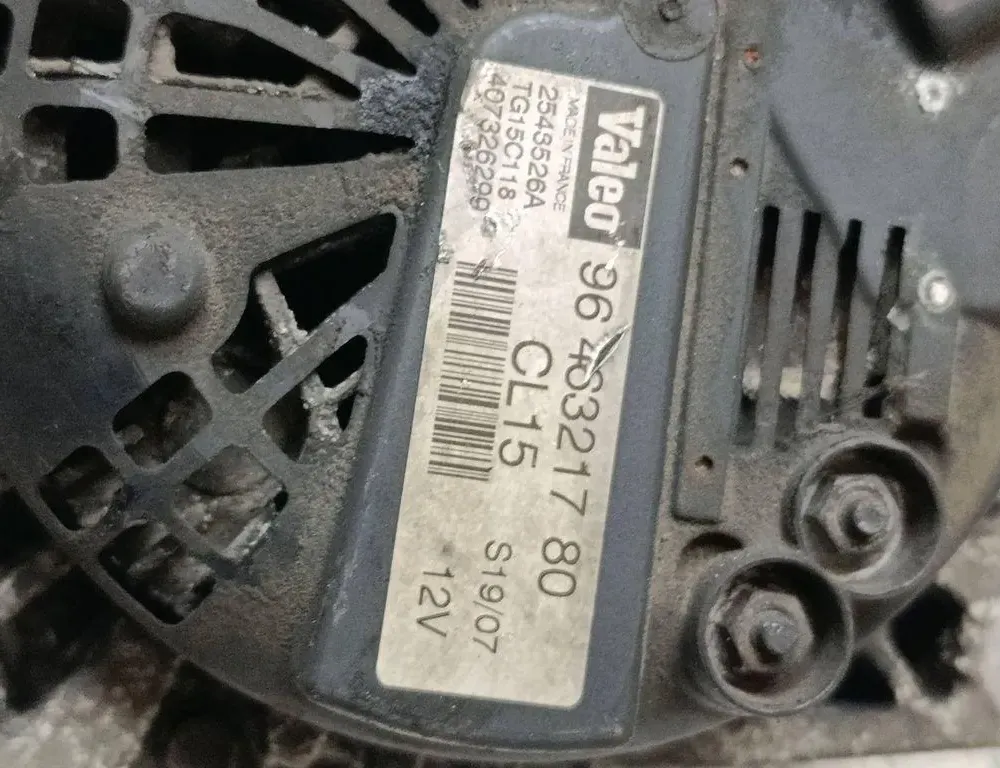 Valeo 96 463217 80
MADE IN FRANCE
2543526A CL15
TG15C118 S19/07
407326299 12V